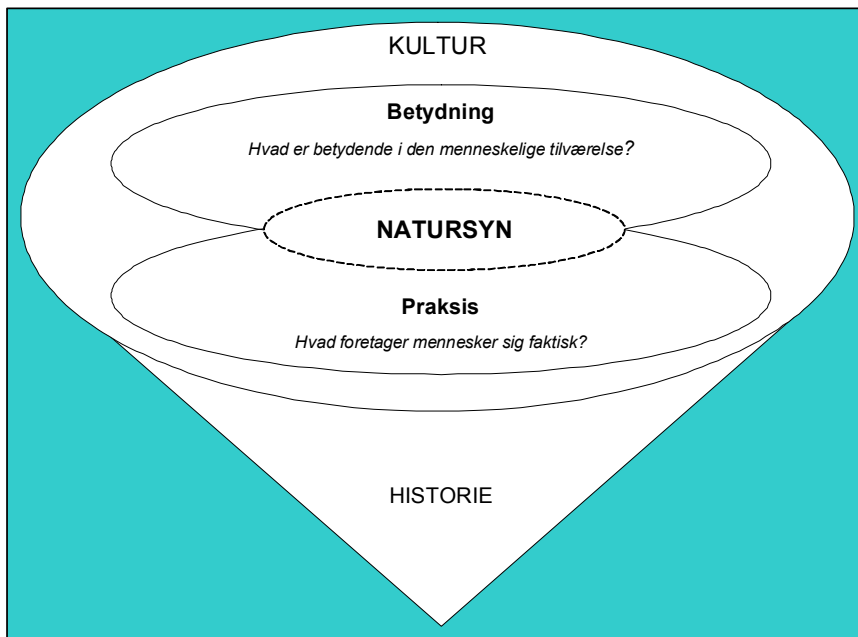 KULTUR
Betydning
Hvad er betydende i den menneskelige tilværelse?
NATURSYN
Praksis
Hvad foretager mennesker sig faktisk?
HISTORIE